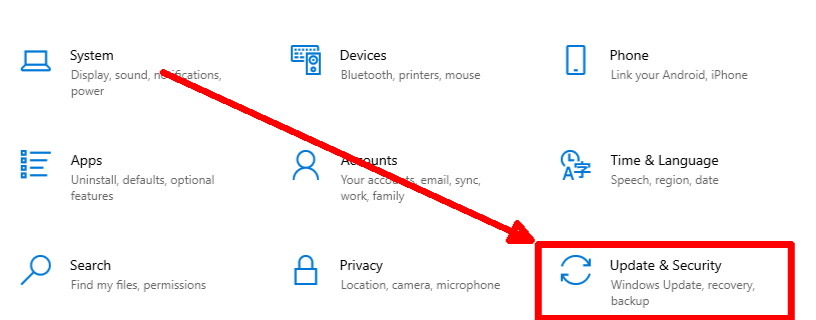 System
Display, sound, notifications,
power
Devices
Bluetooth, printers, mouse
Phone
Link your Android, iPhone
Apps
Uninstall, defaults, optional
features
Accounts
Your accounts, email, sync,
work, family
Time & Language
Speech, region, date
Search
Find my files, permissions
Privacy
Location, camera, microphone
Update & Security
Windows Update, recovery,
backup